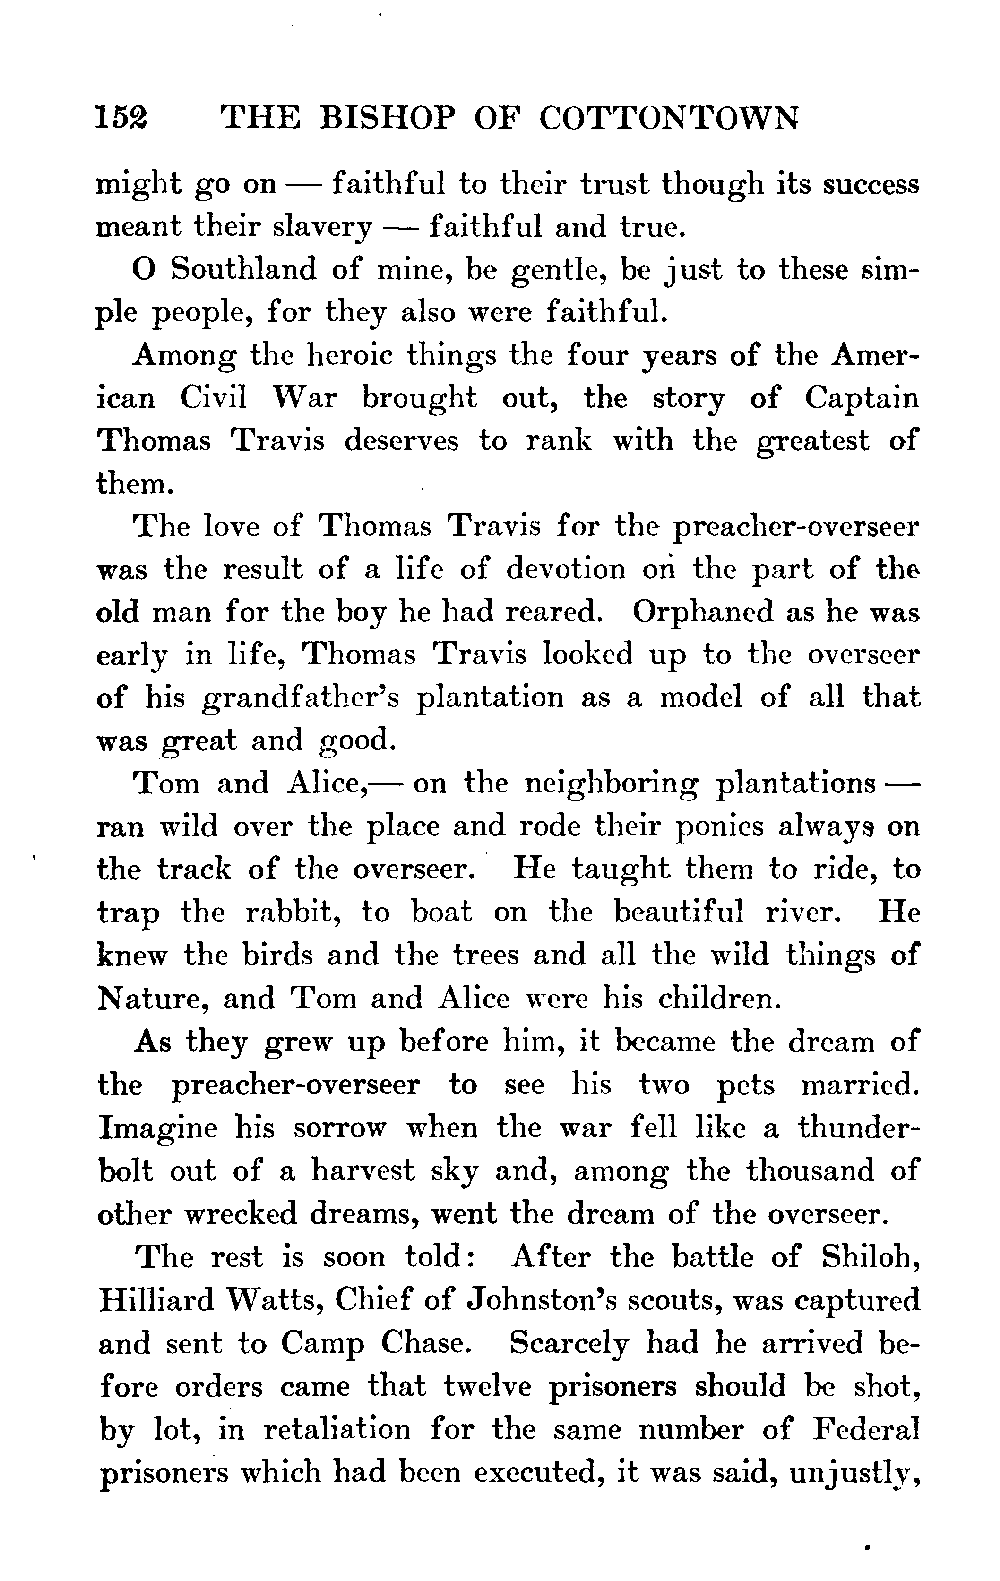 152 THE BISHOP OF COTTONTOWN
might go on — faithful to their trust though its success
meant their slavery — faithful and true.
O Southland of mine, be gentle, be just to these sim-
ple people, for they also were faithful.
Among the heroic things the four years of the Amer-
ican Civil War brought out, the story of Captain
Thomas Travis deserves to rank with the greatest of
them.
The love of Thomas Travis for the preacher-overseer
was the result of a life of devotion on the part of the
old man for the boy he had reared. Orphaned as he was
early in life, Thomas Travis looked up to the overseer
of his grandfather's plantation as a model of all that
was great and good.
Tom and Alice,— on the neighboring plantations —
ran wild over the place and rode their ponies always on
the track of the overseer. He taught them to ride, to
trap the rabbit, to boat on the beautiful river. He
knew the birds and the trees and all the wild things of
Nature, and Tom and Alice were his children.
As they grew up before him, it became the dream of
the preacher-overseer to see his two pets married.
Imagine his sorrow when the war fell like a thunder-
bolt out of a harvest sky and, among the thousand of
other wrecked dreams, went the dream of the overseer.
The rest is soon told: After the battle of Shiloh,
Hilliard Watts, Chief of Johnston's scouts, was captured
and sent to Camp Chase. Scarcely had he arrived be-
fore orders came that twelve prisoners should be shot,
by lot, in retaliation for the same number of Federal
prisoners which had been executed, it was said, unjustly,